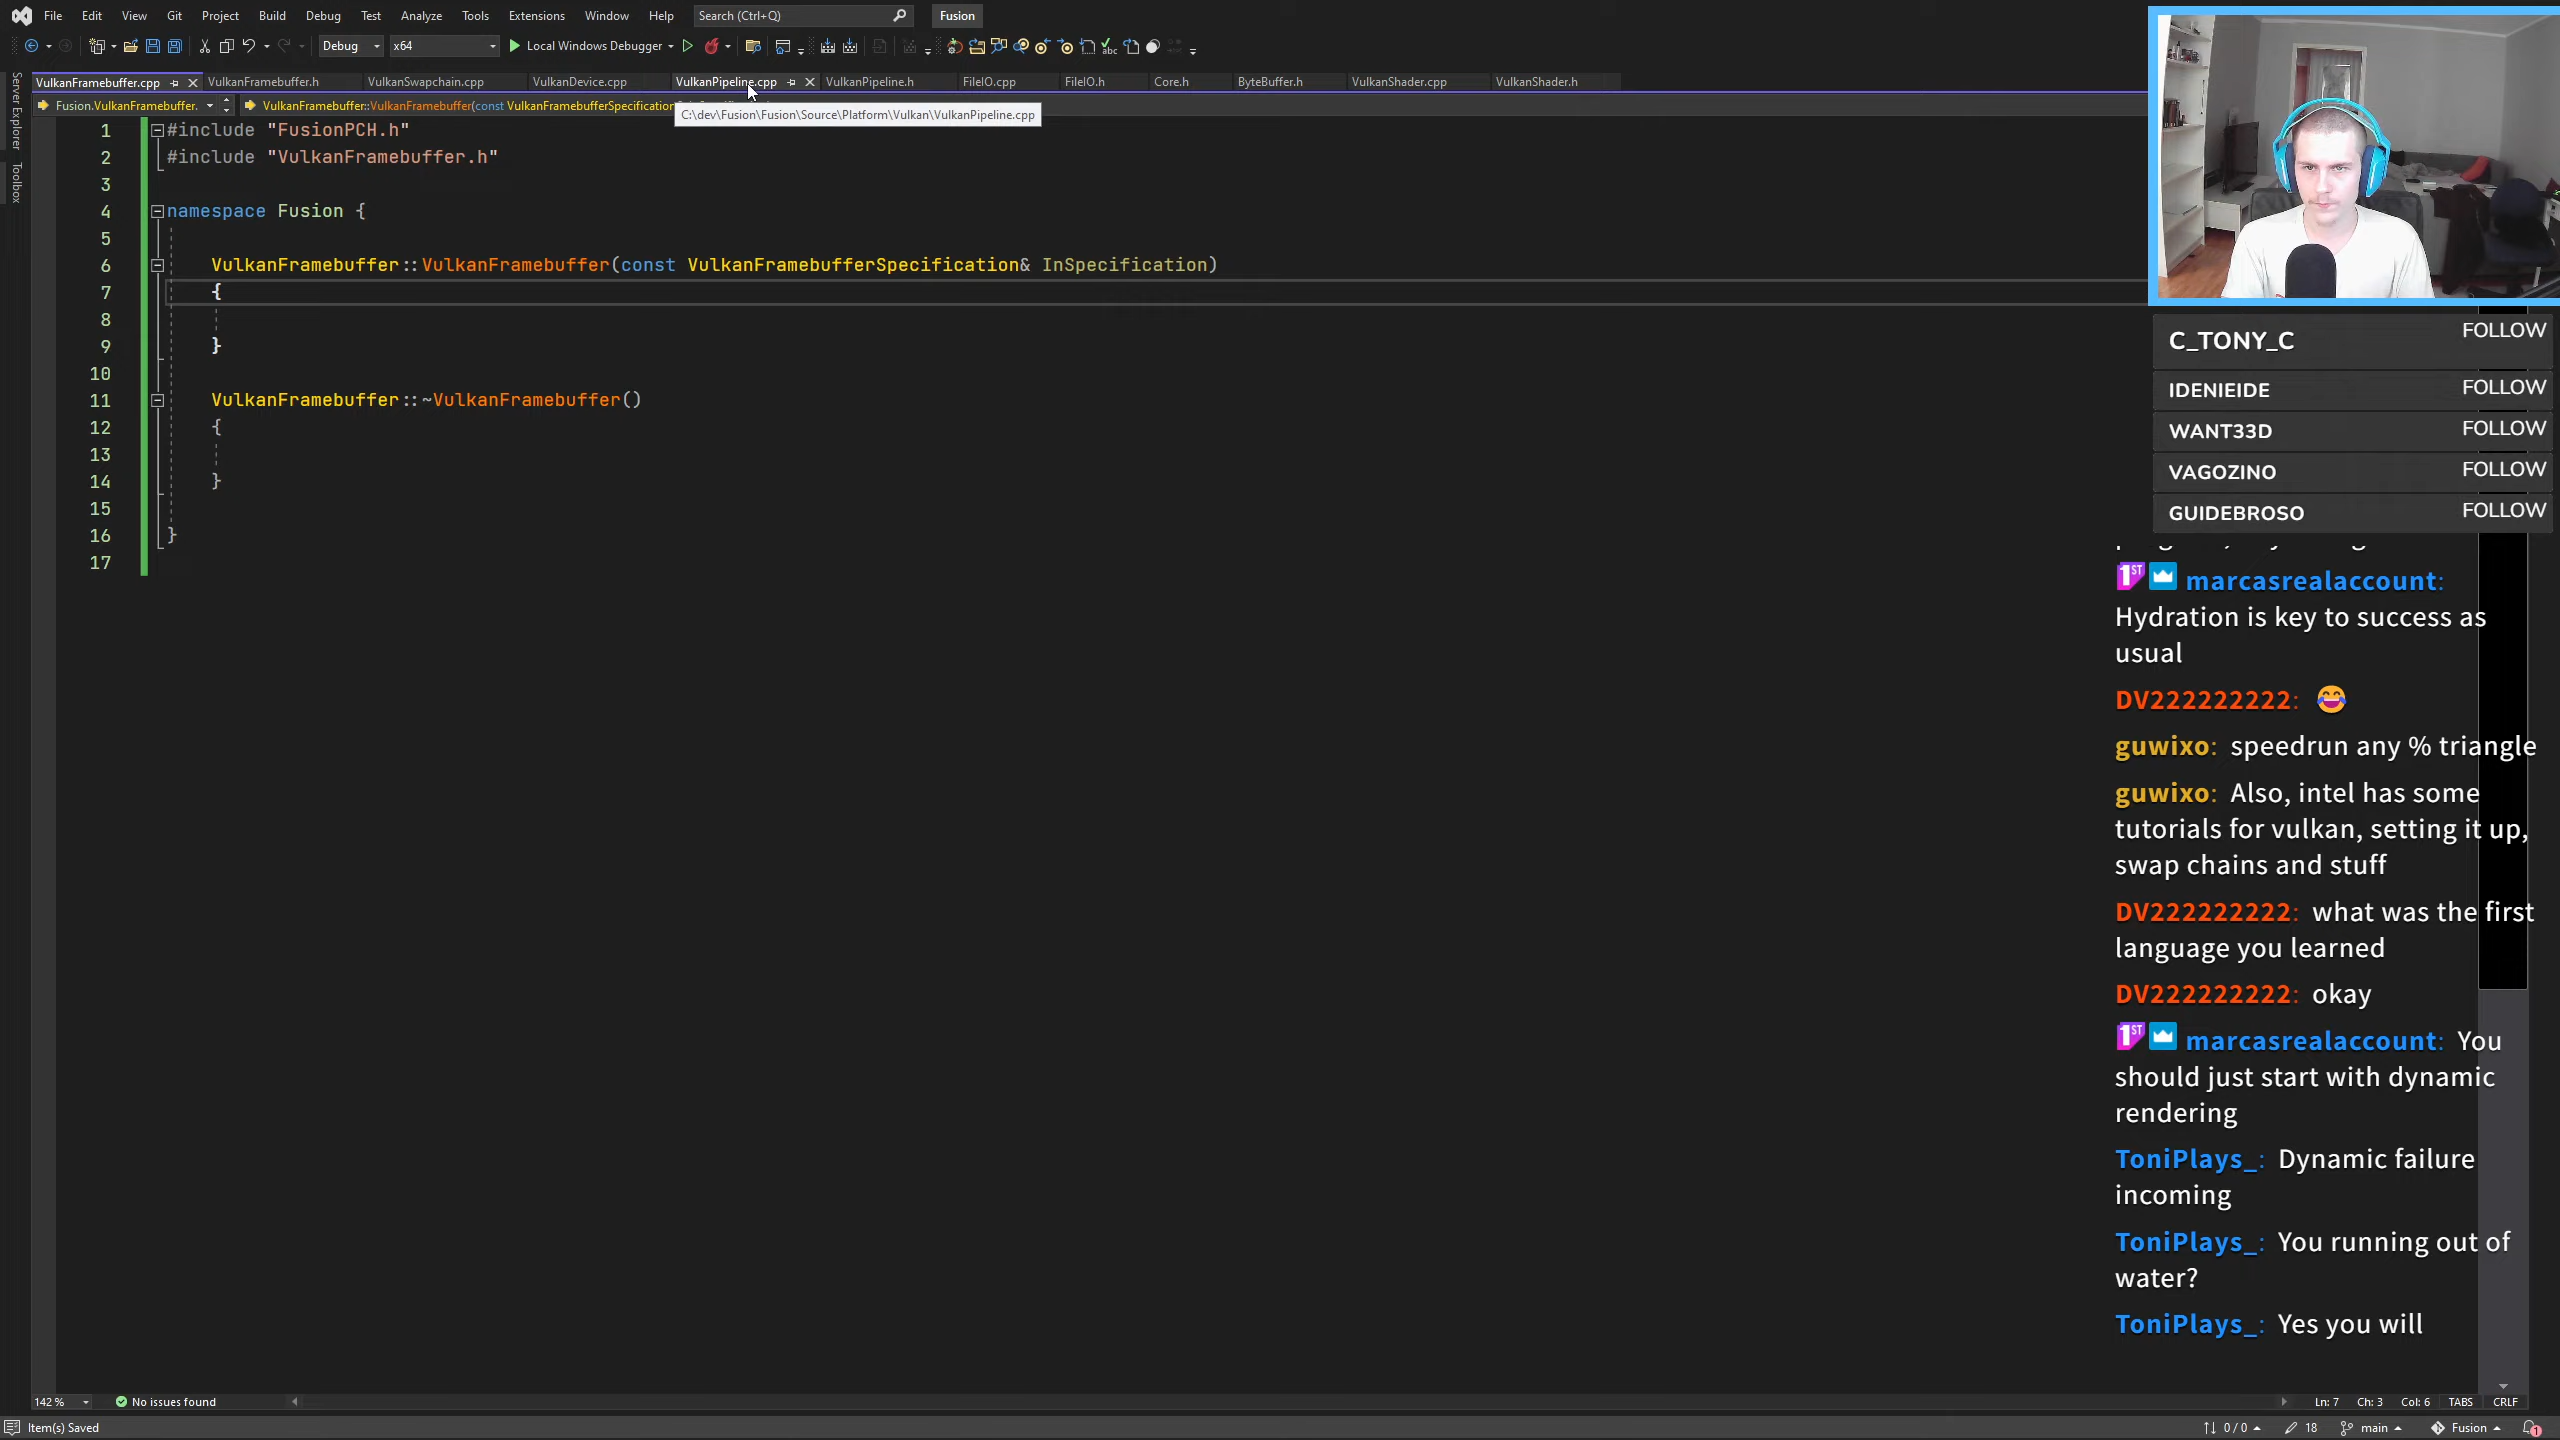 File Edit View Git Project Build Debug Test Analyze Tools Extensions Window Help Search (Ctrl+Q) Fusion
Debug x64 Local Windows Debugger
VulkanFramebuffer.cpp VulkanFramebuffer.h VulkanSwapchain.cpp VulkanDevice.cpp VulkanPipeline.cpp VulkanPipeline.h FileIO.cpp FileIO.h Core.h ByteBuffer.h VulkanShader.cpp VulkanShader.h
Fusion.VulkanFramebuffer. VulkanFramebuffer::VulkanFramebuffer(const VulkanFramebufferSpecification
C:\dev\Fusion\Fusion\Source\Platform\Vulkan\VulkanPipeline.cpp
Server Explorer
Toolbox
1 #include "FusionPCH.h"
2 #include "VulkanFramebuffer.h"
3
4 namespace Fusion {
5
6 VulkanFramebuffer::VulkanFramebuffer(const VulkanFramebufferSpecification& InSpecification)
7 {
8
9 }
10
11 VulkanFramebuffer::~VulkanFramebuffer()
12 {
13
14 }
15
16 }
17
C_TONY_C FOLLOW
IDENIEIDE FOLLOW
WANT33D FOLLOW
VAGOZINO FOLLOW
GUIDEBROSO FOLLOW
1ST marcasrealaccount:
Hydration is key to success as
usual
DV222222222: 😂
guwixo: speedrun any % triangle
guwixo: Also, intel has some
tutorials for vulkan, setting it up,
swap chains and stuff
DV222222222: what was the first
language you learned
DV222222222: okay
1ST marcasrealaccount: You
should just start with dynamic
rendering
ToniPlays_: Dynamic failure
incoming
ToniPlays_: You running out of
water?
ToniPlays_: Yes you will
142 % No issues found Ln: 7 Ch: 3 Col: 6 TABS CRLF
Item(s) Saved 0 / 0 18 main Fusion 1